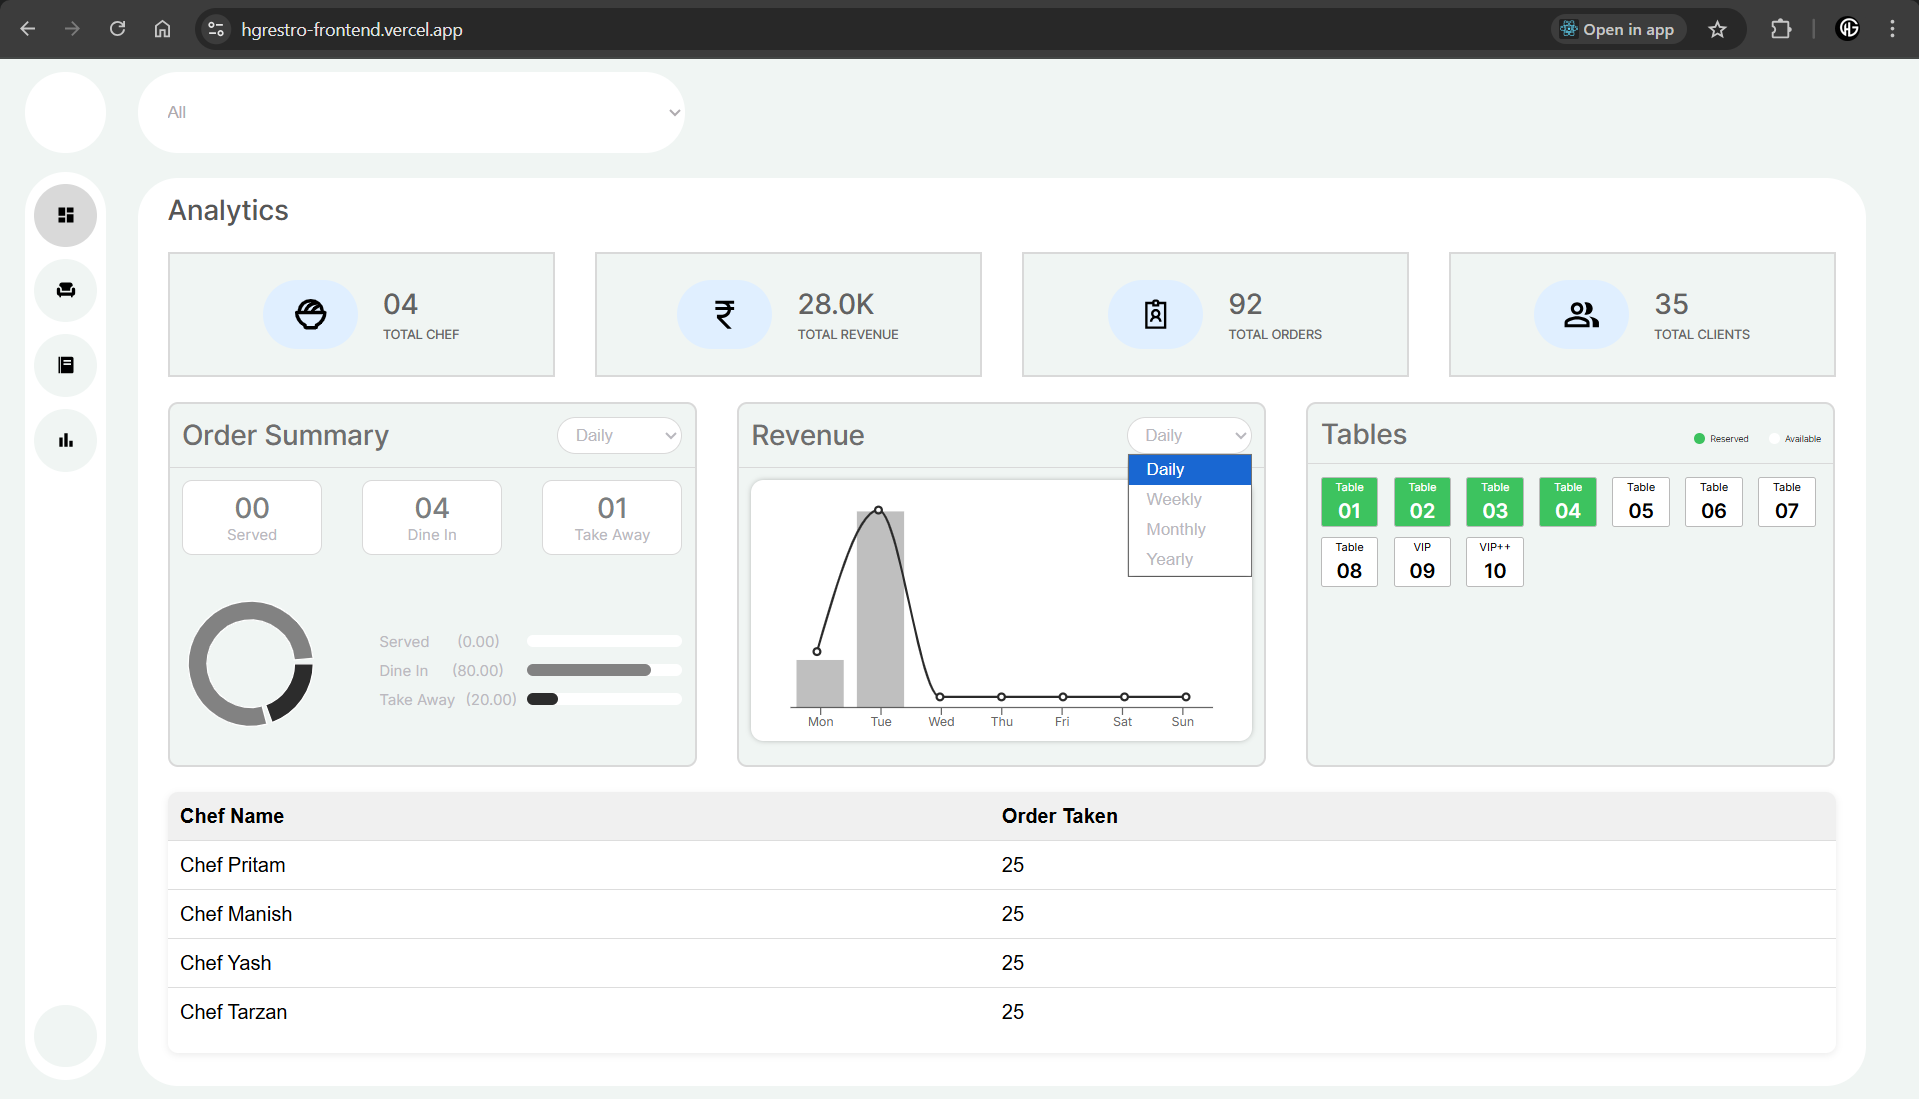 hgrestro-frontend.vercel.app
Open in app
All
Analytics
04
TOTAL CHEF
28.0K
TOTAL REVENUE
92
TOTAL ORDERS
35
TOTAL CLIENTS
Order Summary
Daily
00
Served
04
Dine In
01
Take Away
Served (0.00)
Dine In (80.00)
Take Away (20.00)
Revenue
Daily
Daily
Weekly
Monthly
Yearly
Mon Tue Wed Thu Fri Sat Sun
Tables
Reserved Available
Table Table Table Table Table Table Table
01 02 03 04 05 06 07
Table VIP VIP++
08 09 10
Chef Name Order Taken
Chef Pritam 25
Chef Manish 25
Chef Yash 25
Chef Tarzan 25